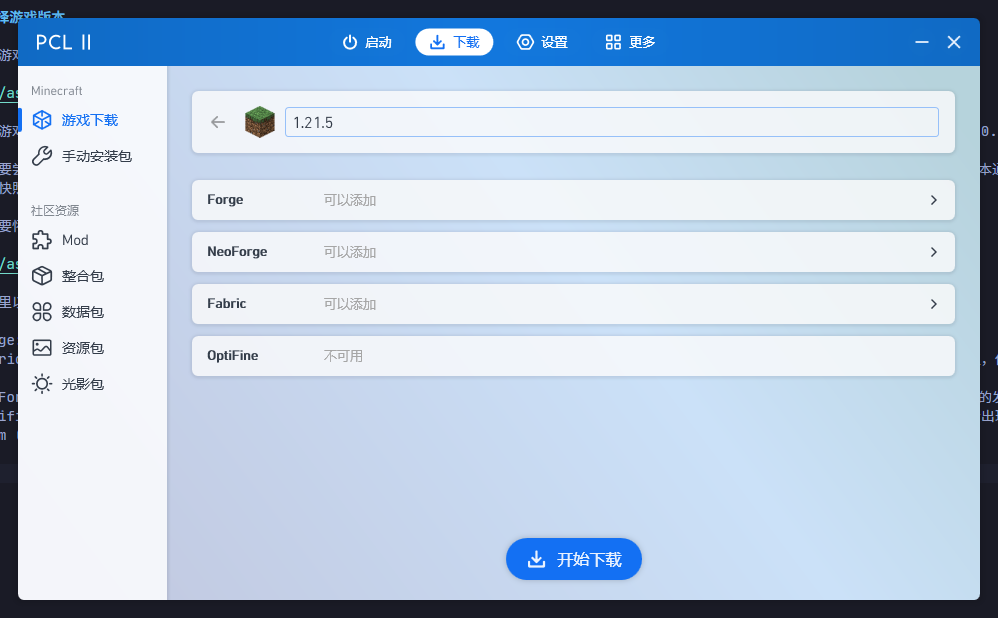 PCL II
启动
下载
设置
更多
Minecraft
游戏下载
手动安装包
社区资源
Mod
整合包
数据包
资源包
光影包
1.21.5
Forge 可以添加
NeoForge 可以添加
Fabric 可以添加
OptiFine 不可用
开始下载